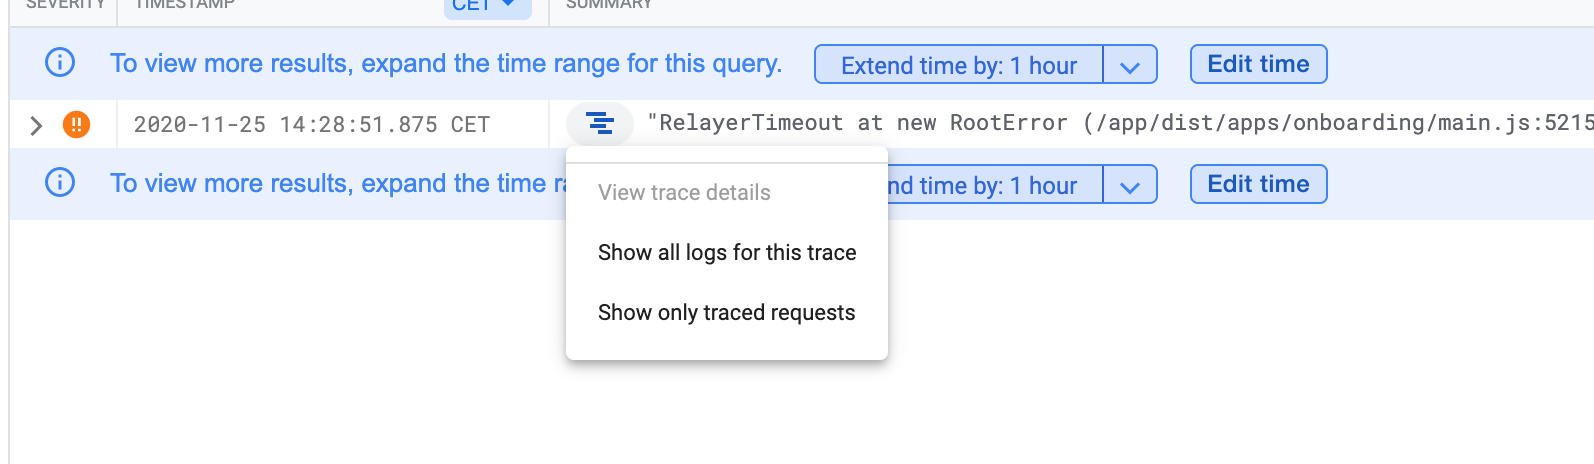 SEVERITY TIMESTAMP CET SUMMARY
To view more results, expand the time range for this query. Extend time by: 1 hour Edit time
2020-11-25 14:28:51.875 CET "RelayerTimeout at new RootError (/app/dist/apps/onboarding/main.js:5215
To view more results, expand the time ra nd time by: 1 hour Edit time
View trace details
Show all logs for this trace
Show only traced requests